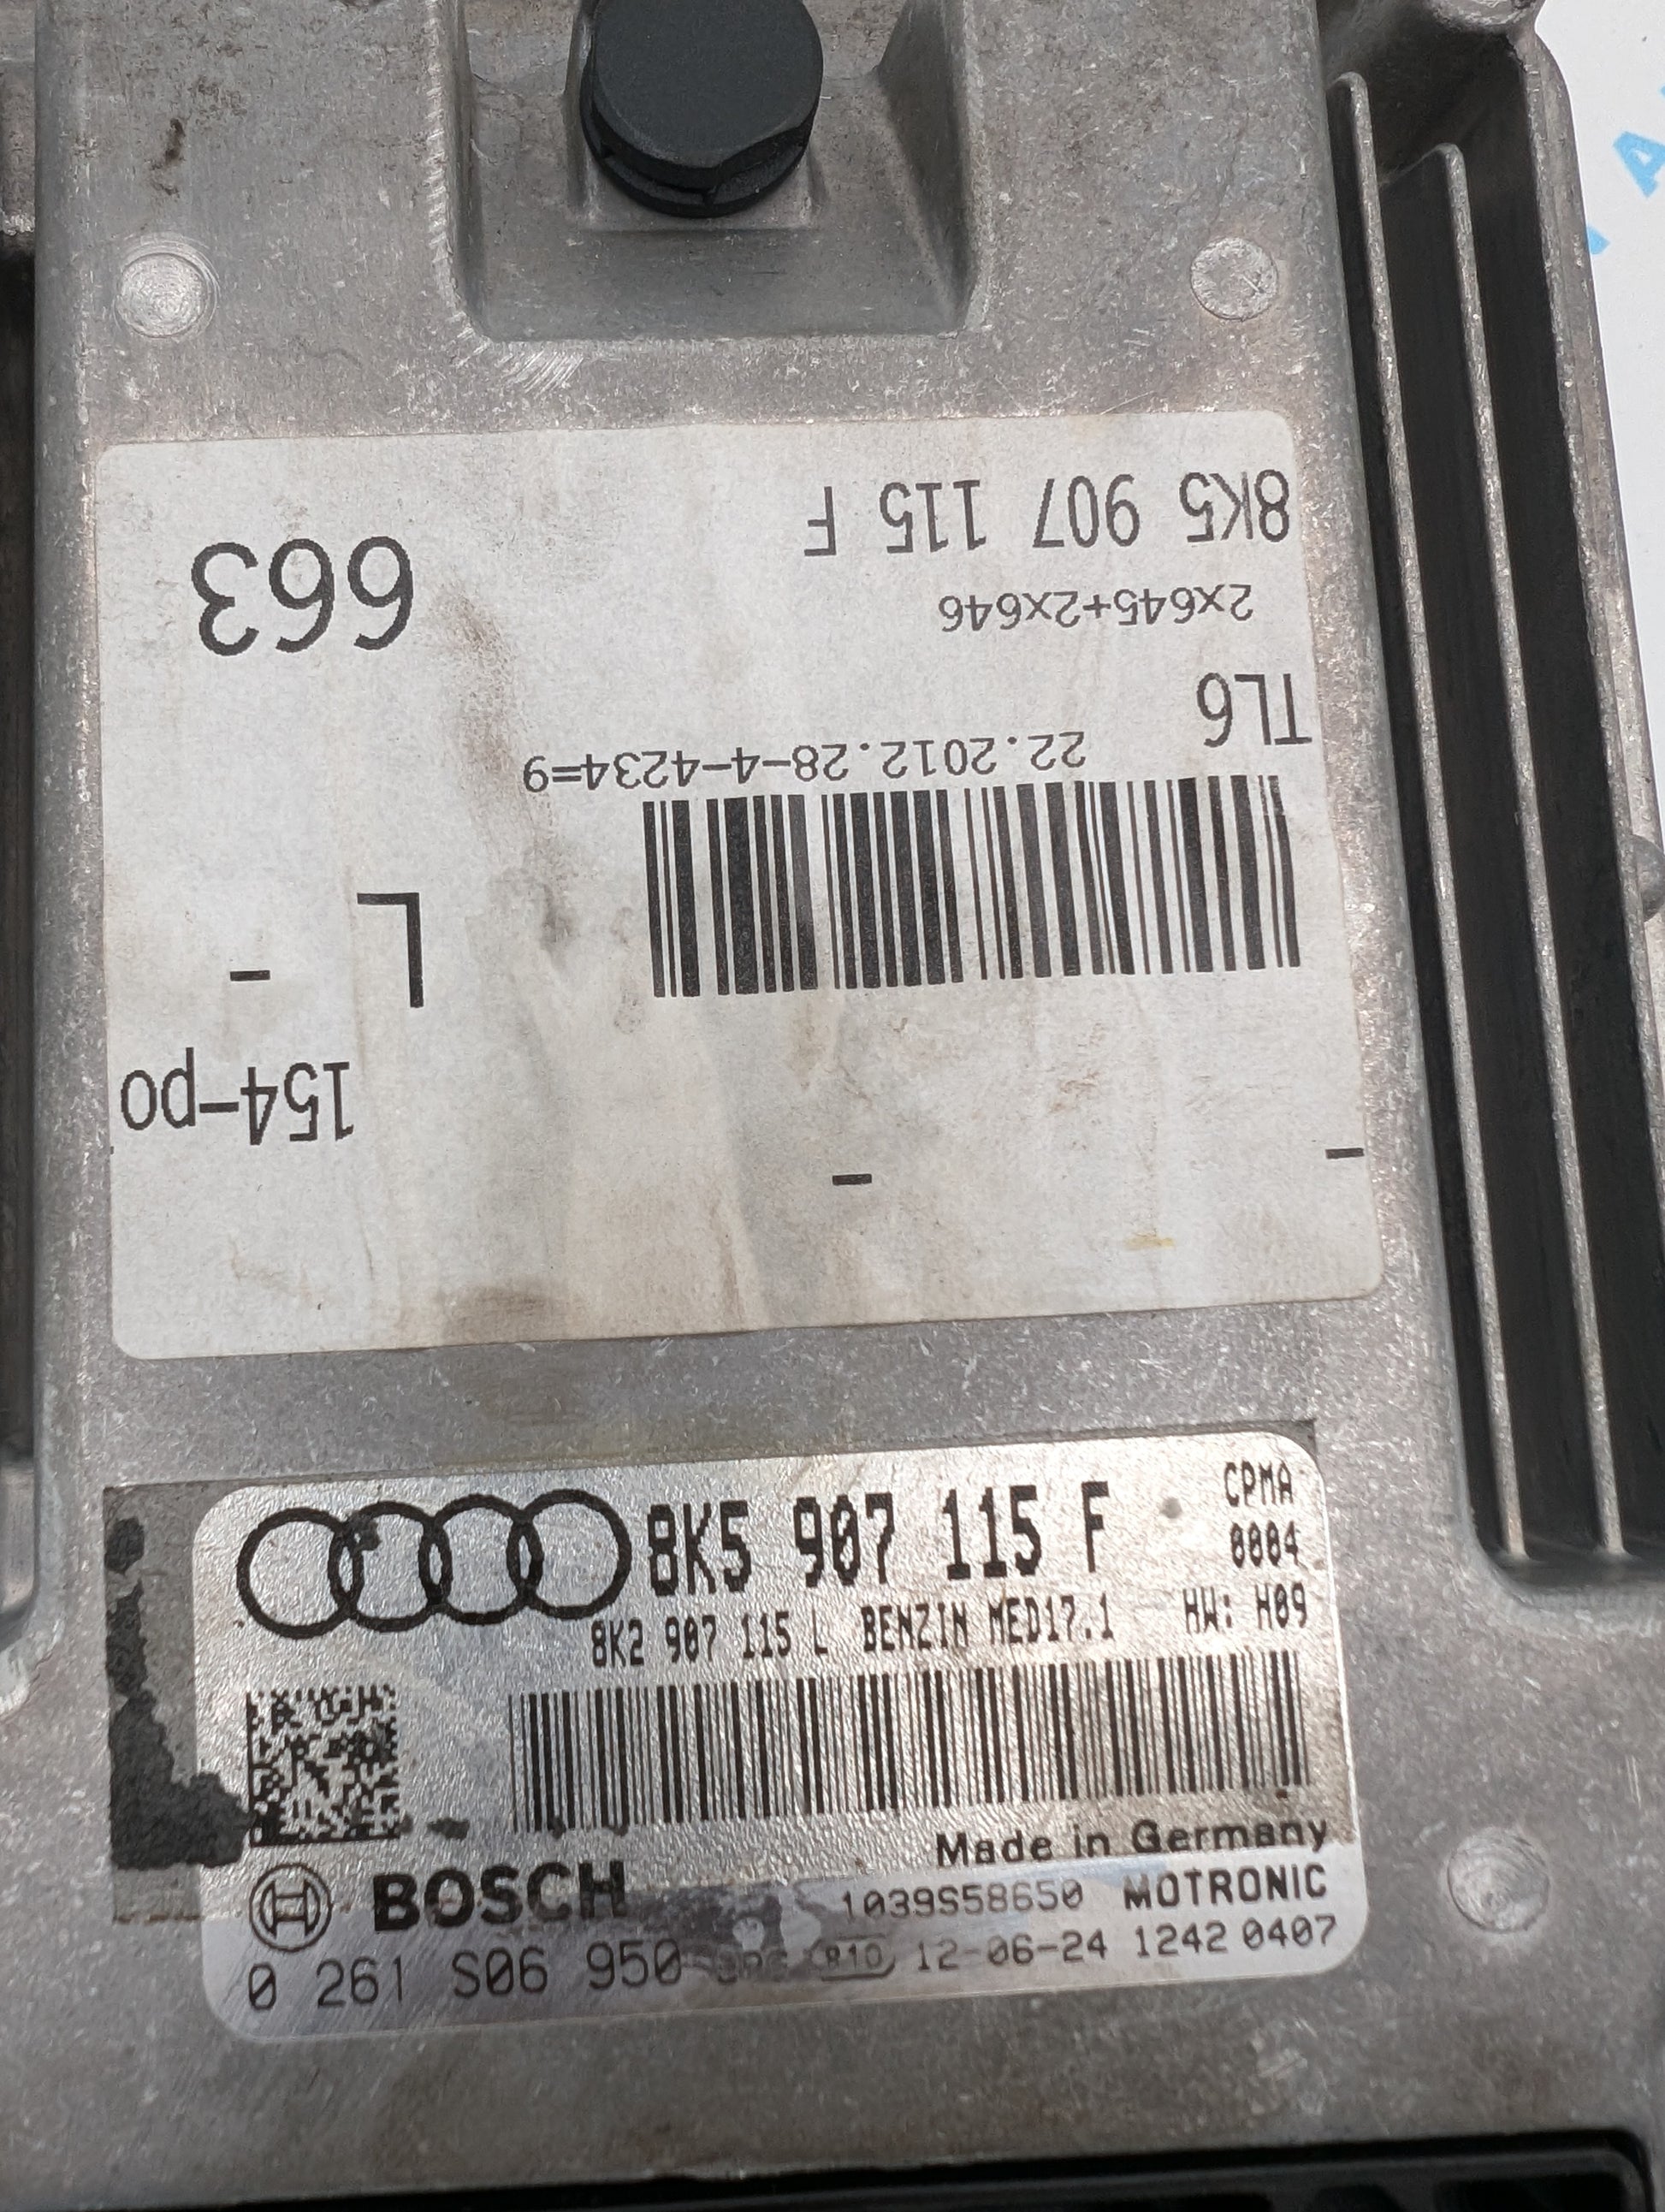 8K5 907 115 F
2x645+2x646
663
TL6
22.2012.28-4-4234=9
L
-
154-po
-
-
8K5 907 115 F
CPMA
0004
8K2 907 115 L BENZIN MED17.1
HW: H09
Made in Germany
BOSCH
1039S58650 MOTRONIC
0 261 S06 950
810 12-06-24 1242 0407
A